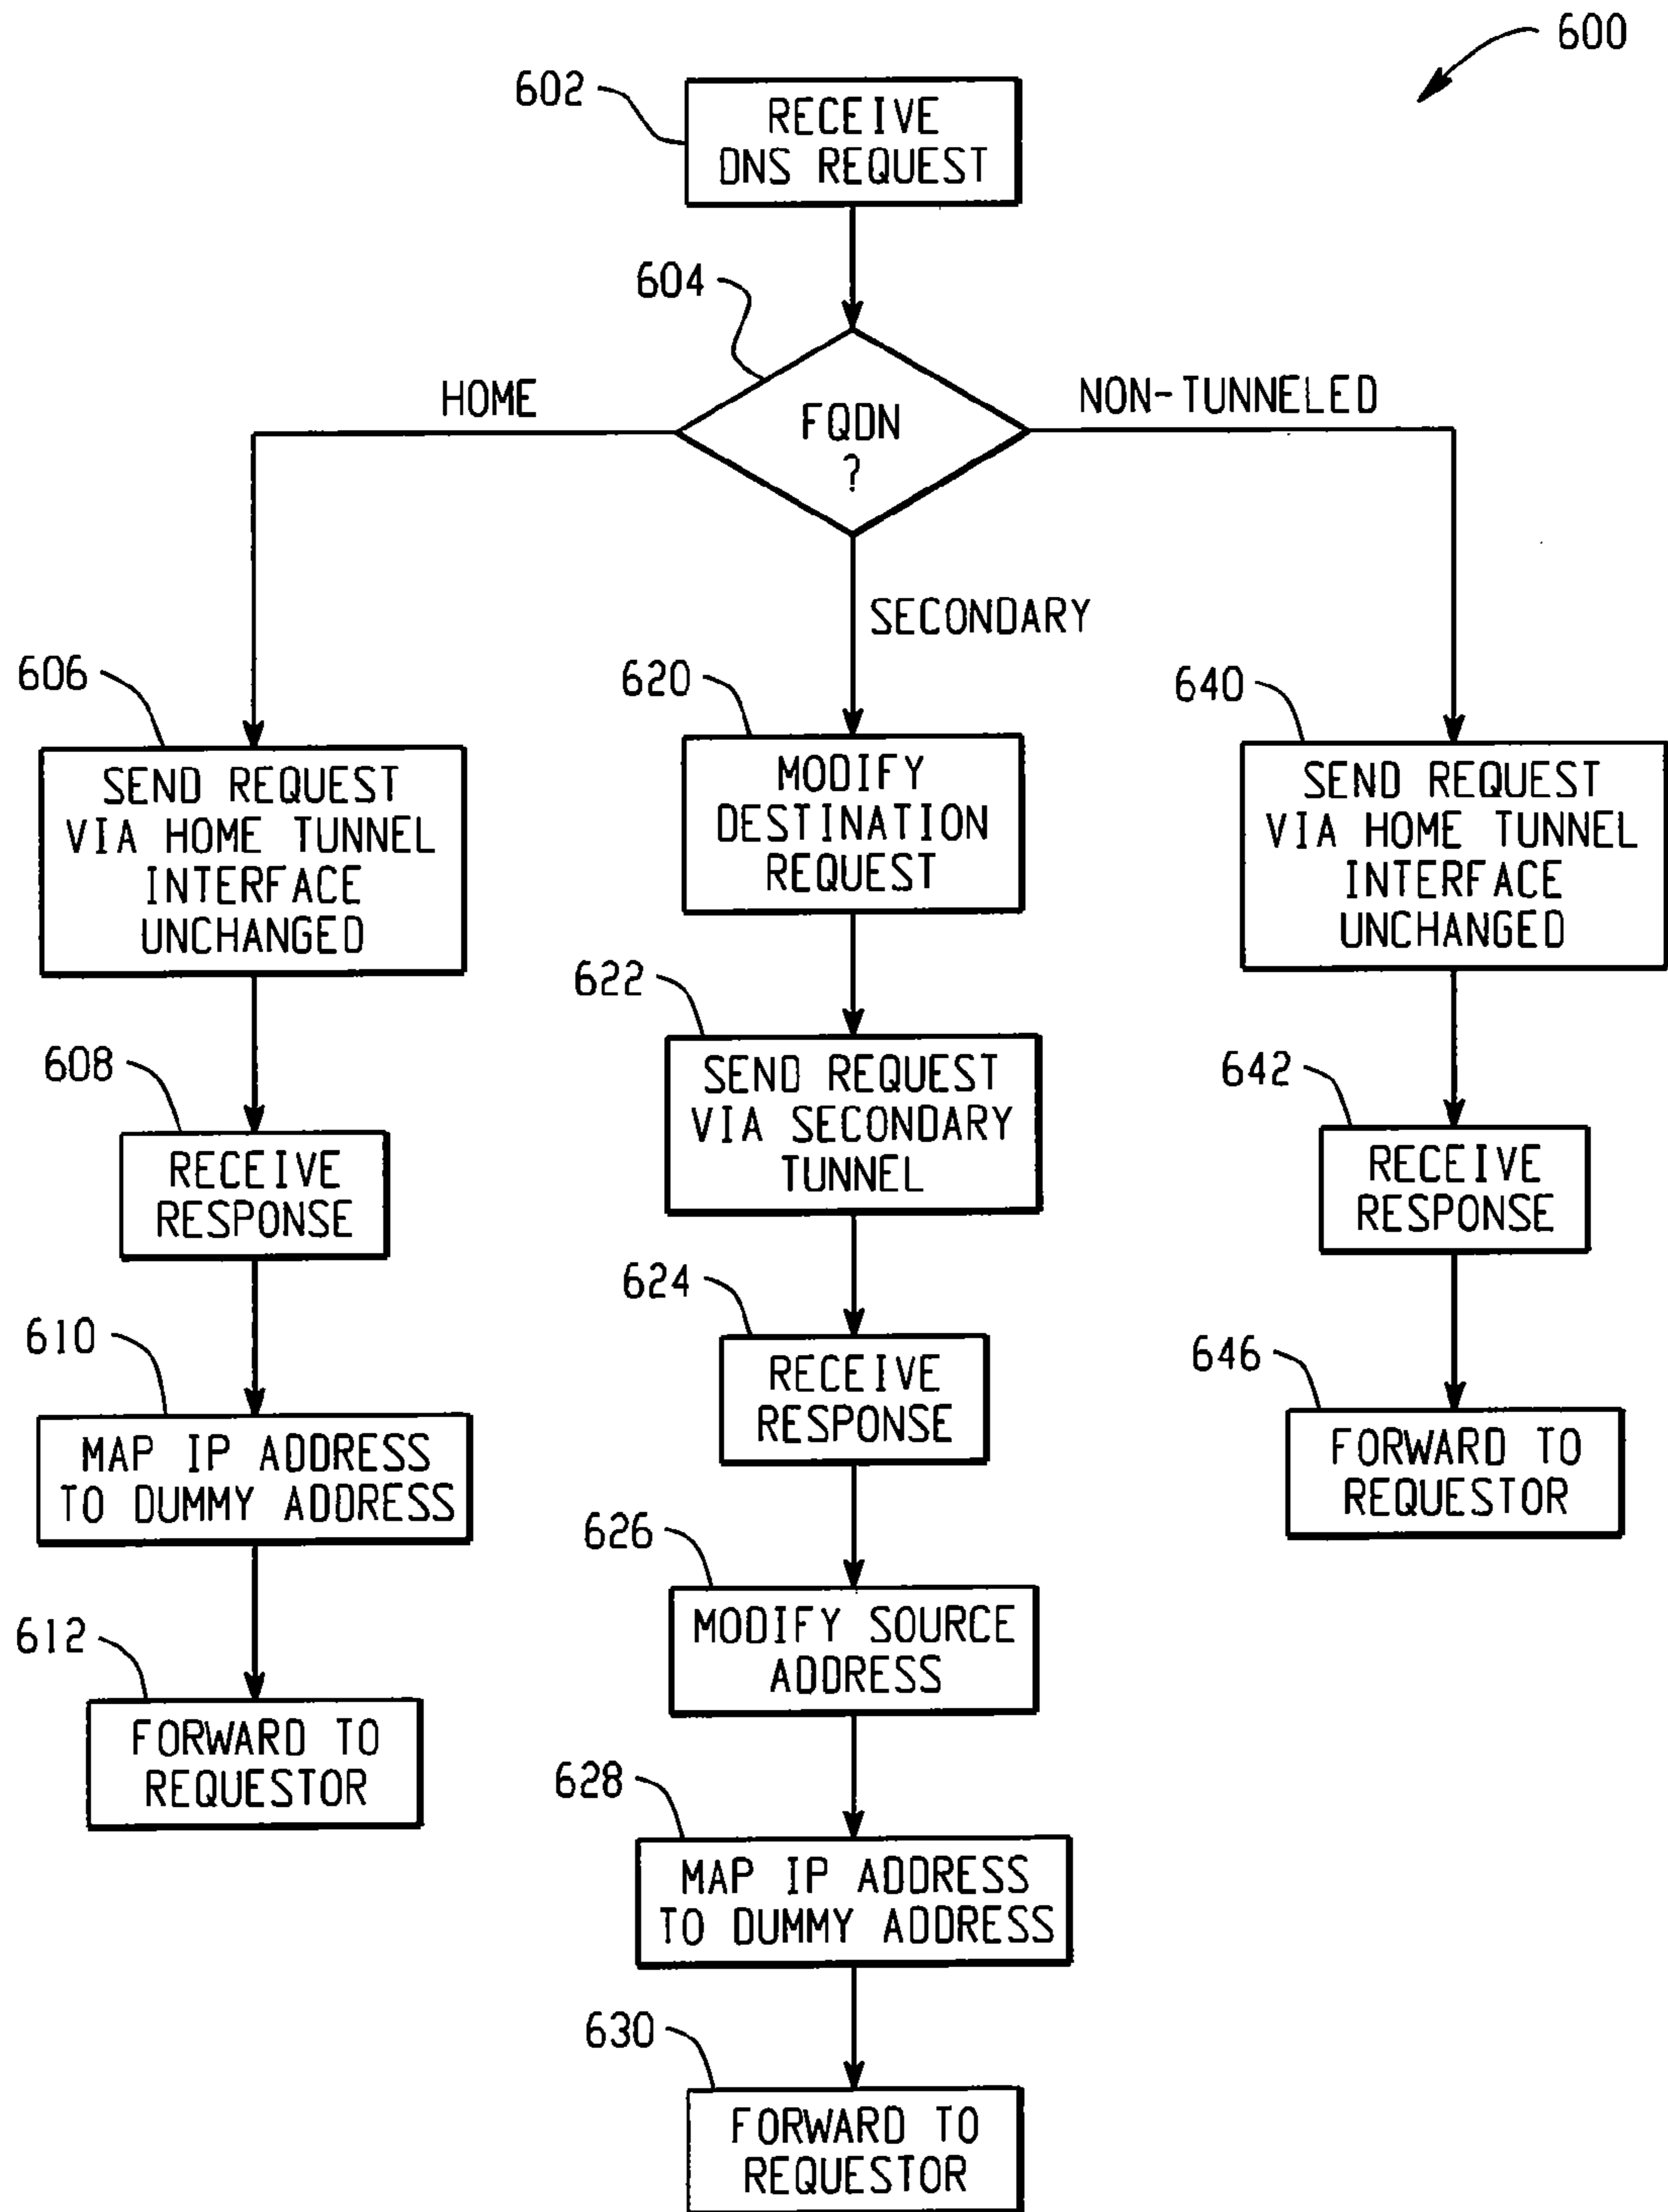 600
602
RECEIVE
DNS REQUEST
604
HOME
FQDN
?
NON-TUNNELED
SECONDARY
606
SEND REQUEST
VIA HOME TUNNEL
INTERFACE
UNCHANGED
608
RECEIVE
RESPONSE
610
MAP IP ADDRESS
TO DUMMY ADDRESS
612
FORWARD TO
REQUESTOR
620
MODIFY
DESTINATION
REQUEST
622
SEND REQUEST
VIA SECONDARY
TUNNEL
624
RECEIVE
RESPONSE
626
MODIFY SOURCE
ADDRESS
628
MAP IP ADDRESS
TO DUMMY ADDRESS
630
FORWARD TO
REQUESTOR
640
SEND REQUEST
VIA HOME TUNNEL
INTERFACE
UNCHANGED
642
RECEIVE
RESPONSE
646
FORWARD TO
REQUESTOR